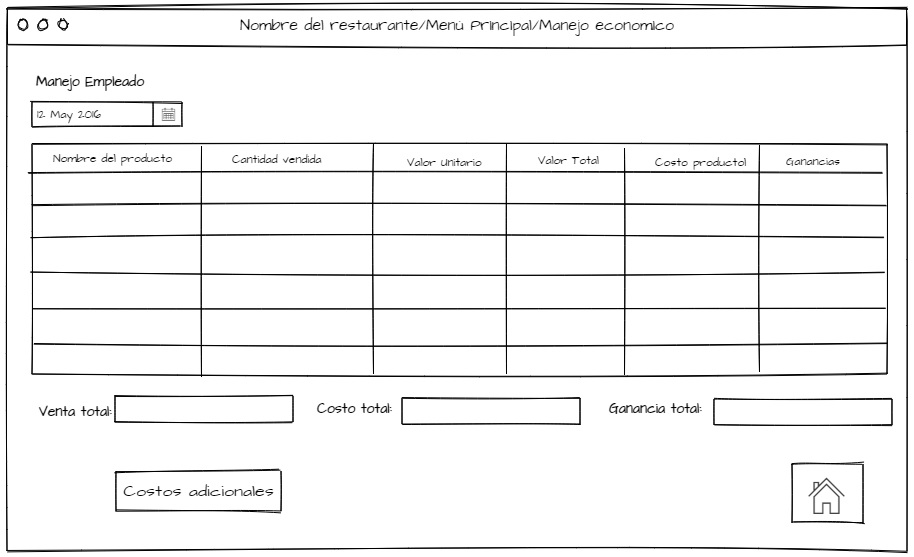 Nombre del restaurante/Menú Principal/Manejo economico
Manejo Empleado
12 May 2016
Nombre del producto Cantidad vendida Valor Unitario Valor Total Costo productol Ganancias
Venta total: Costo total: Ganancia total:
Costos adicionales